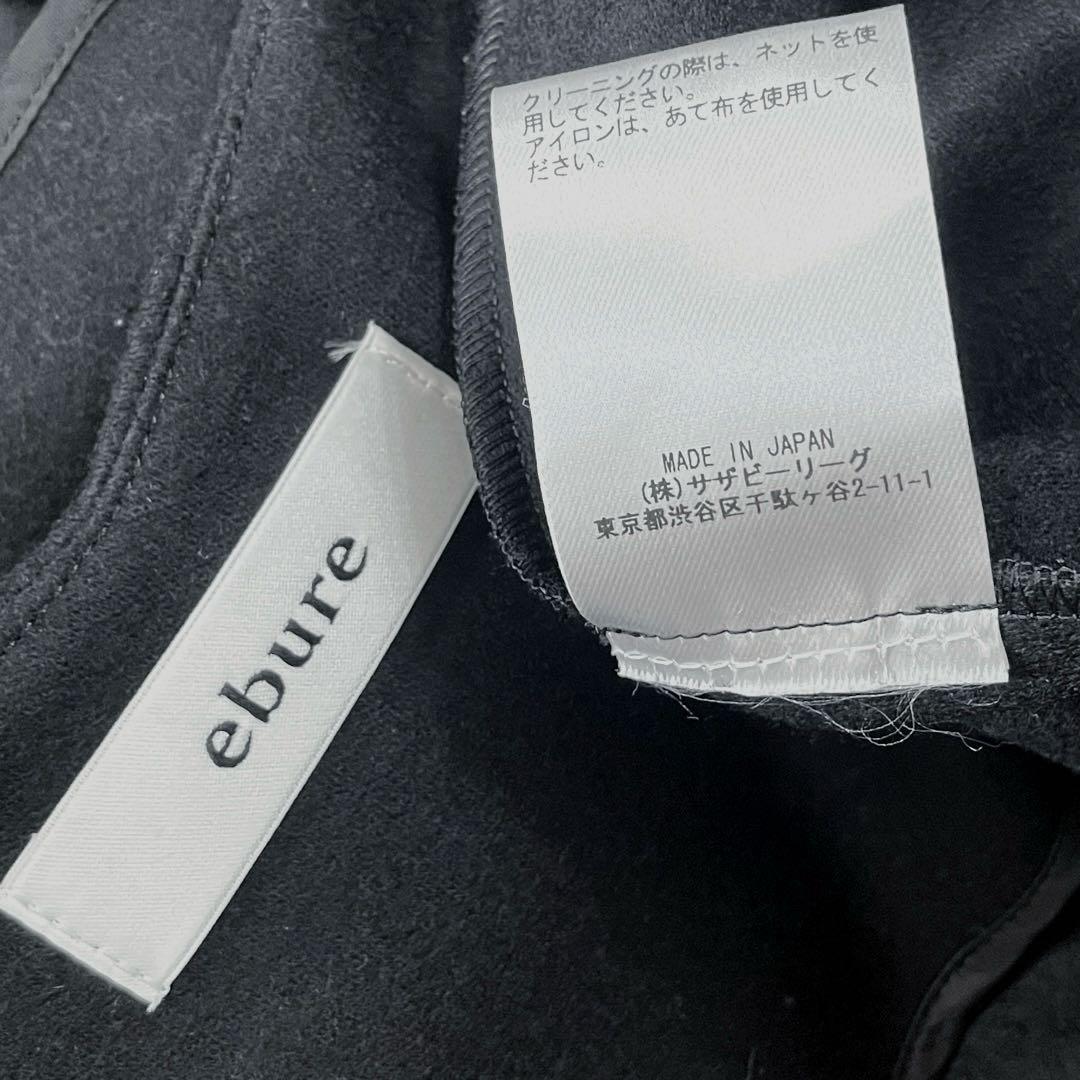 クリーニングの際は、ネットを使
用してください。
アイロンは、あて布を使用してく
ださい。
MADE IN JAPAN
(株)サザビーリーグ
東京都渋谷区千駄ヶ谷2-11-1
ebure